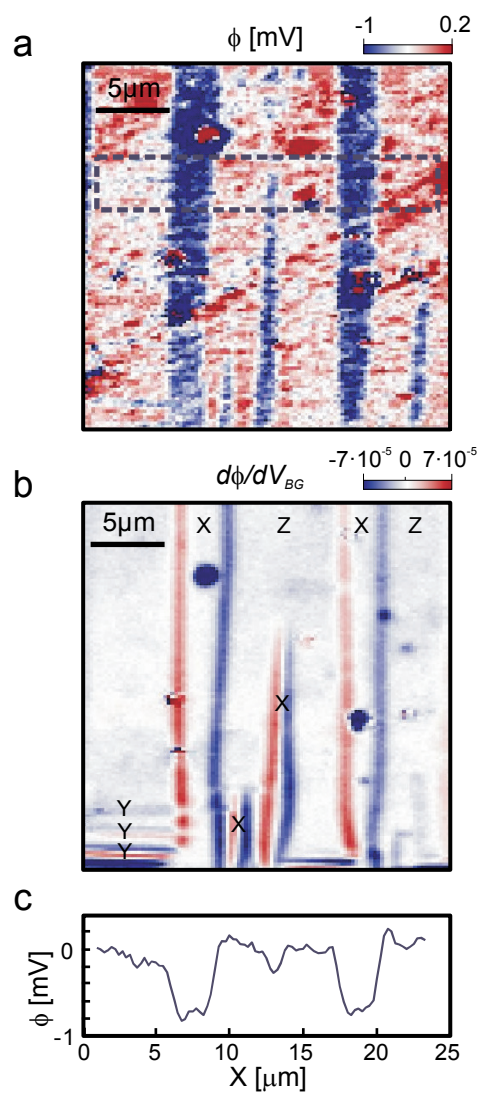 a
ϕ [mV]
-1 0.2
5μm
b
dϕ/dV_BG
-7·10⁻⁵ 0 7·10⁻⁵
5μm
X Z X Z
X
X
Y
Y
Y
c
ϕ [mV]
0
-1
0 5 10 15 20 25
X [μm]